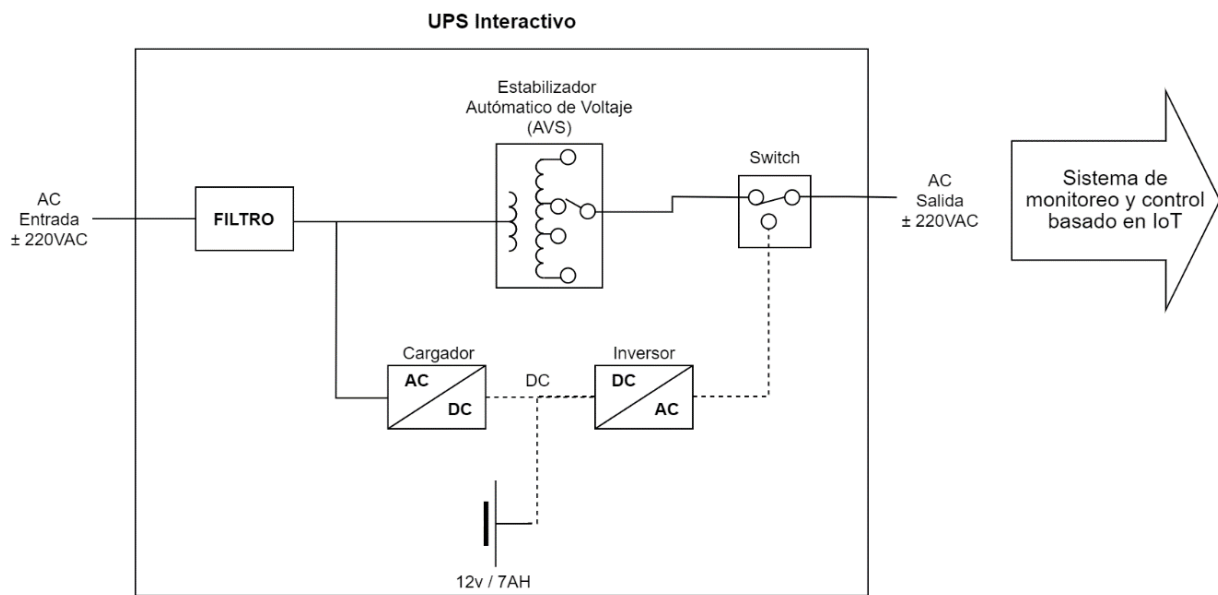 UPS Interactivo
Estabilizador
Autómatico de Voltaje
(AVS)
Switch
AC
Entrada
± 220VAC
FILTRO
AC
Salida
± 220VAC
Sistema de
monitoreo y control
basado en IoT
Cargador
AC
DC
DC
Inversor
DC
AC
12v / 7AH